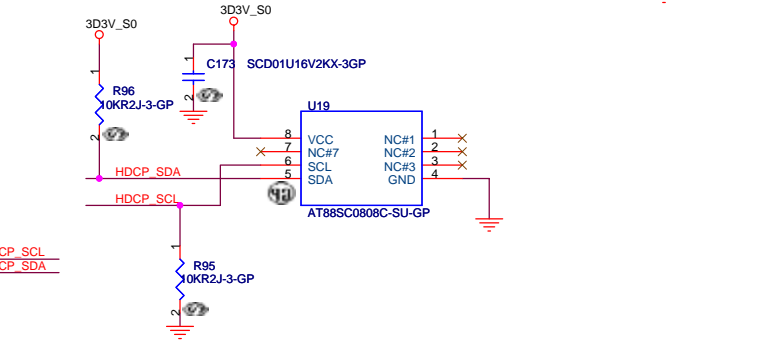 3D3V_S0
3D3V_S0
1
C173 SCD01U16V2KX-3GP
2
1
R96
10KR2J-3-GP
2
U19
8 VCC NC#1 1
7 NC#7 NC#2 2
6 SCL NC#3 3
5 SDA GND 4
HDCP_SDA
HDCP_SCL
AT88SC0808C-SU-GP
1
R95
10KR2J-3-GP
2
CP_SCL
CP_SDA